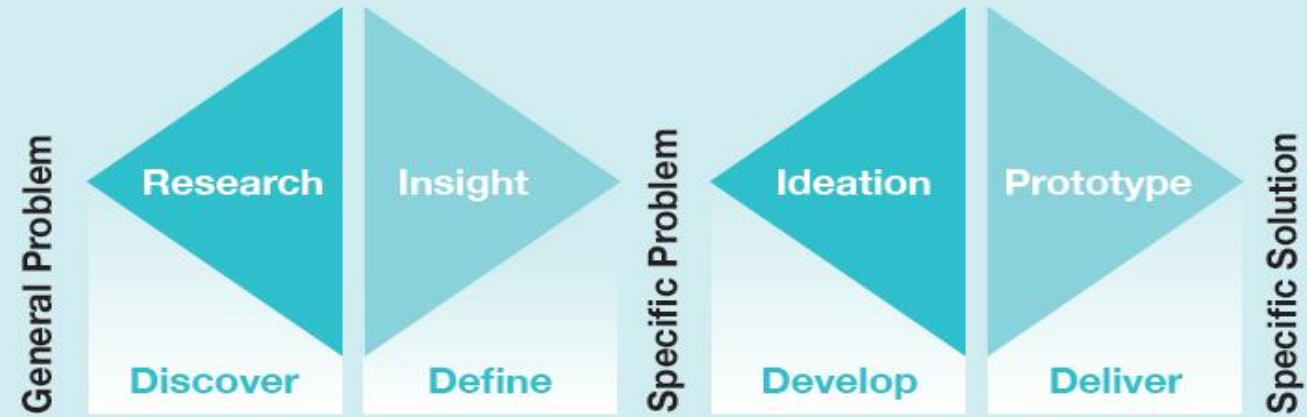 General Problem
Research
Insight
Specific Problem
Ideation
Prototype
Specific Solution
Discover
Define
Develop
Deliver